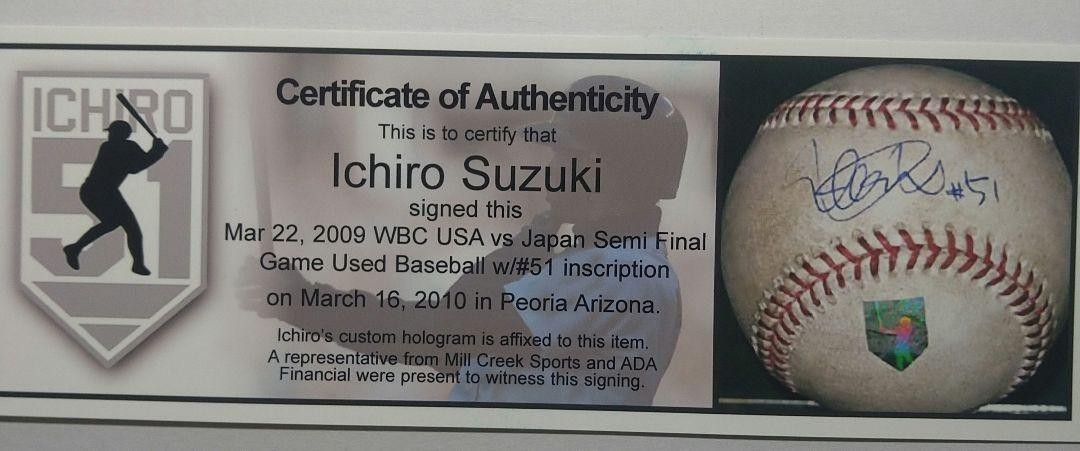 ICHIRO
51
Certificate of Authenticity
This is to certify that
Ichiro Suzuki
signed this
Mar 22, 2009 WBC USA vs Japan Semi Final
Game Used Baseball w/#51 inscription
on March 16, 2010 in Peoria Arizona.
Ichiro's custom hologram is affixed to this item.
A representative from Mill Creek Sports and ADA
Financial were present to witness this signing.
#51